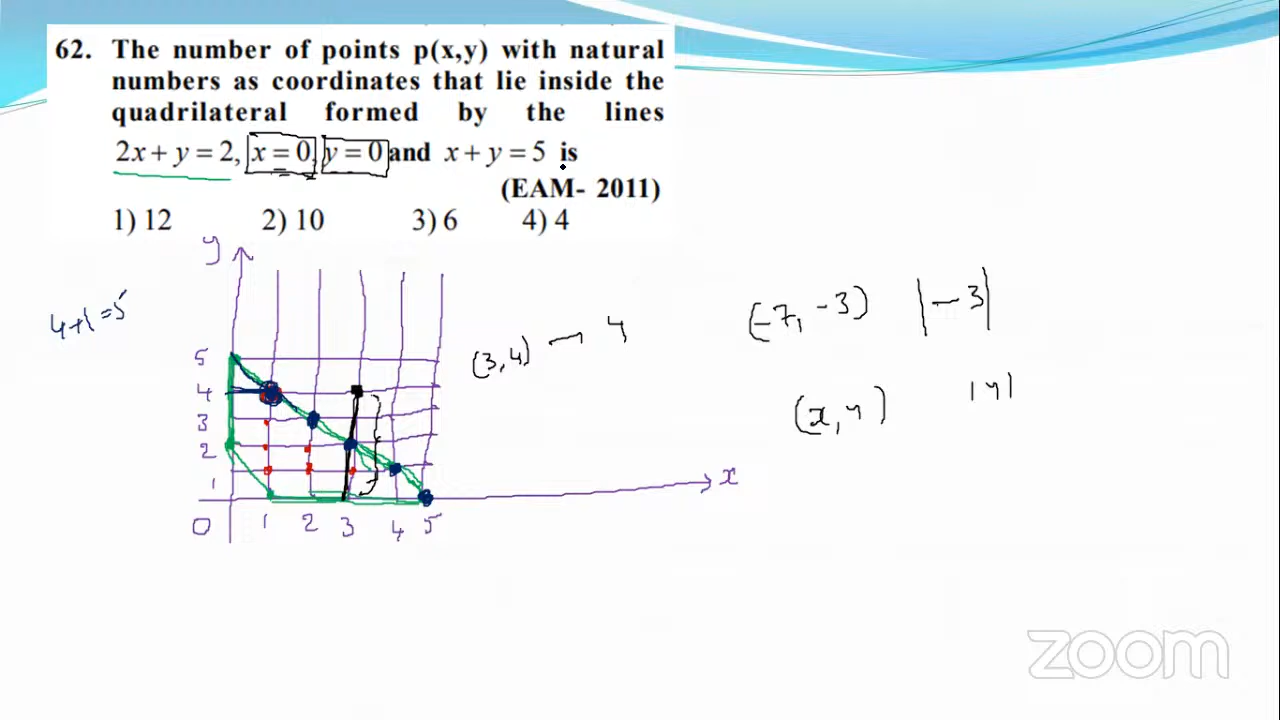 62. The number of points p(x,y) with natural
numbers as coordinates that lie inside the
quadrilateral formed by the lines
2x + y = 2, x = 0, y = 0 and x + y = 5 is
(EAM- 2011)
1) 12 2) 10 3) 6 4) 4
y
4+1=5
5
4
3
2
1
0 1 2 3 4 5
x
(3,4) — 4
(-7, -3) |-3|
(x, y) |y|
zoom